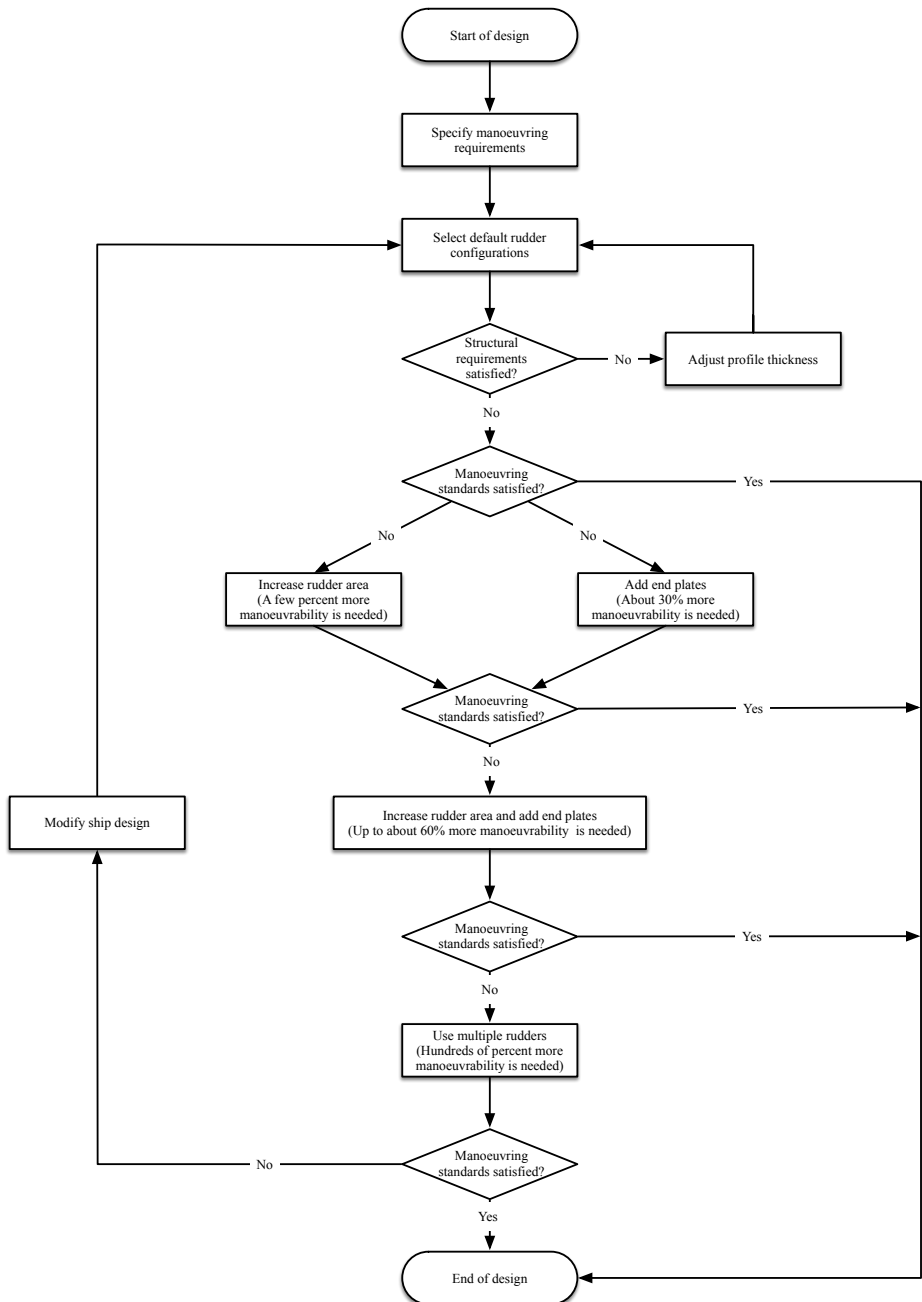 Start of design
Specify manoeuvring
requirements
Select default rudder
configurations
Structural
requirements
satisfied?
No
Adjust profile thickness
No
Manoeuvring
standards satisfied?
Yes
No
No
Increase rudder area
(A few percent more
manoeuvrability is needed)
Add end plates
(About 30% more
manoeuvrability is needed)
Manoeuvring
standards satisfied?
Yes
No
Modify ship design
Increase rudder area and add end plates
(Up to about 60% more manoeuvrability is needed)
Manoeuvring
standards satisfied?
Yes
No
Use multiple rudders
(Hundreds of percent more
manoeuvrability is needed)
Manoeuvring
standards satisfied?
No
Yes
End of design